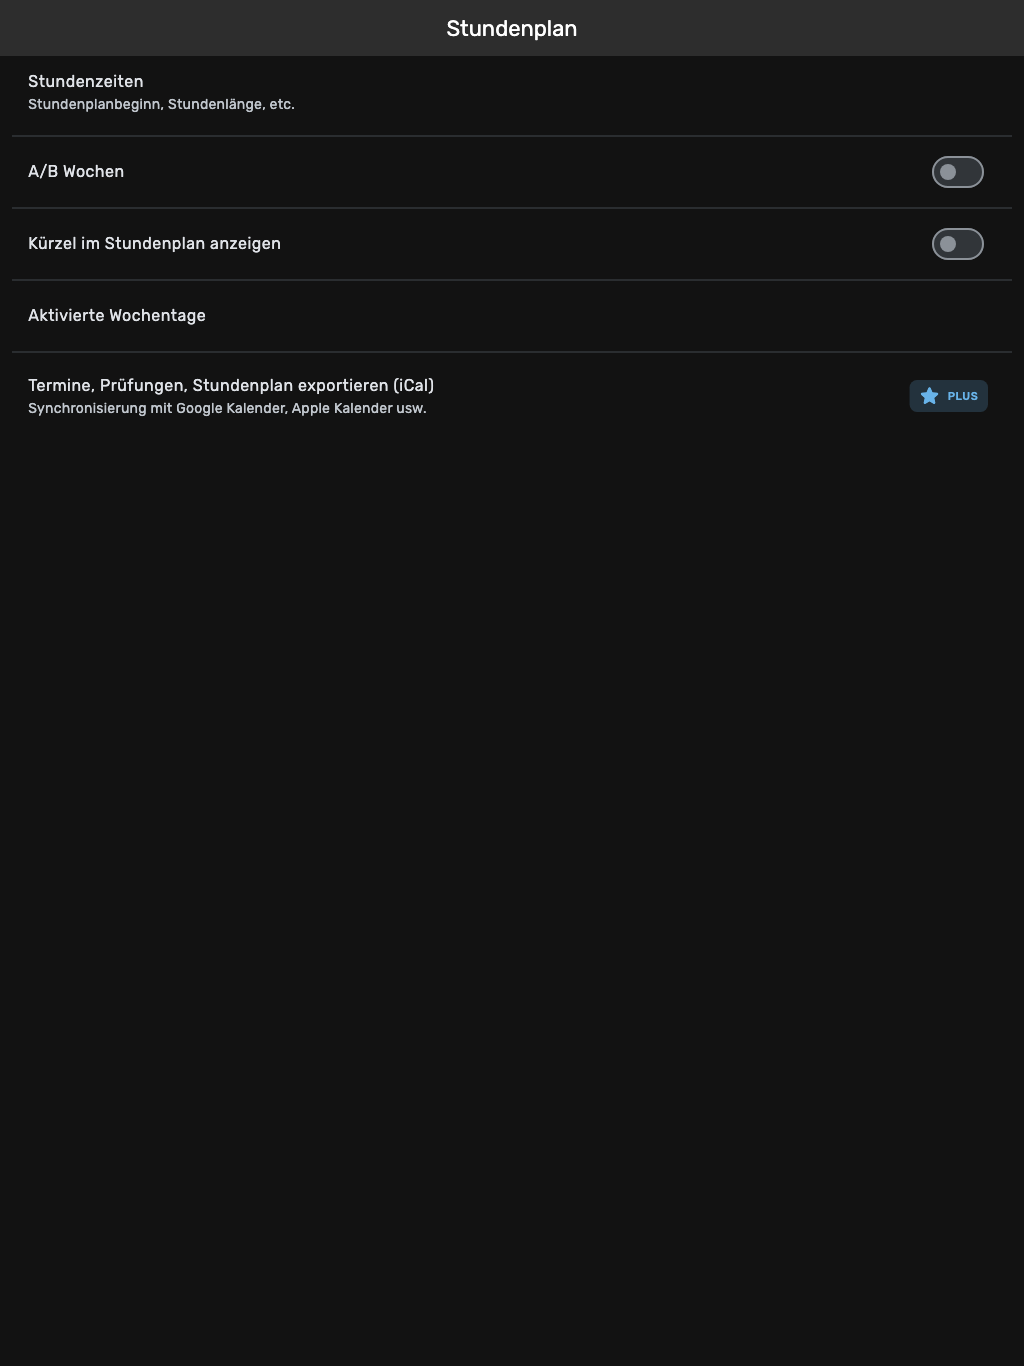 Stundenplan
Stundenzeiten
Stundenplanbeginn, Stundenlänge, etc.
A/B Wochen
Kürzel im Stundenplan anzeigen
Aktivierte Wochentage
Termine, Prüfungen, Stundenplan exportieren (iCal)
Synchronisierung mit Google Kalender, Apple Kalender usw.
PLUS